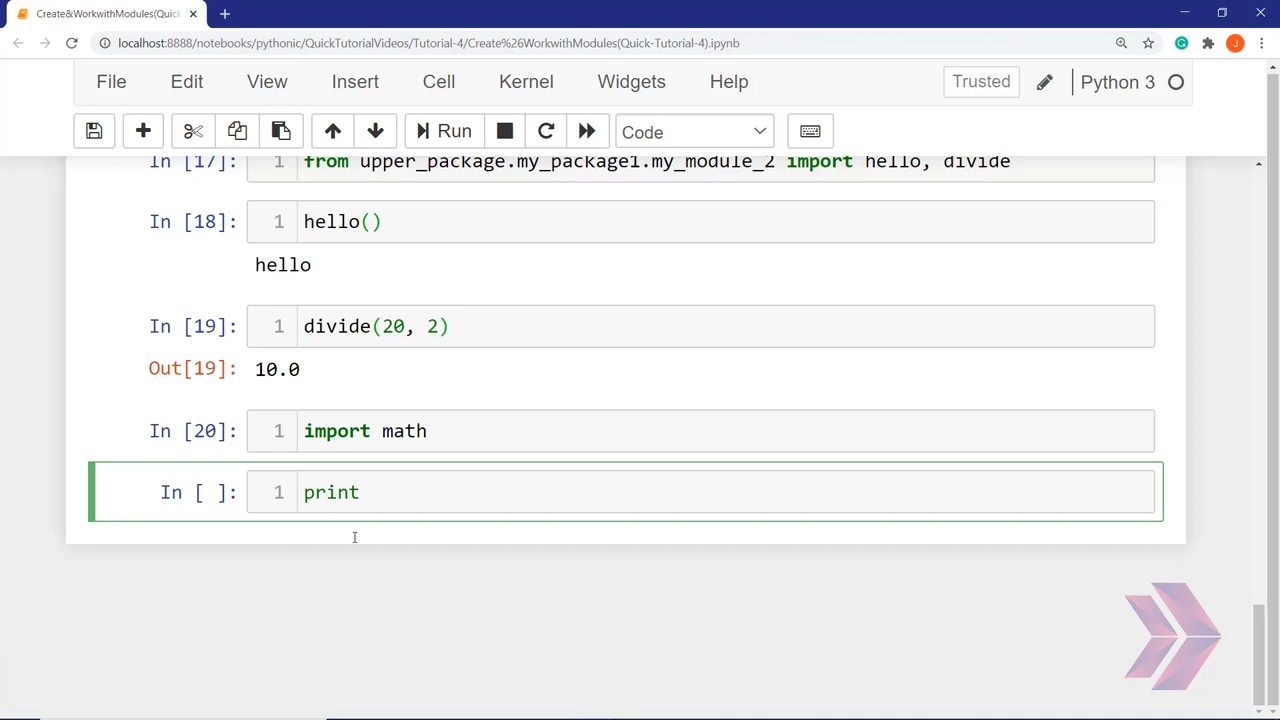 Create&WorkwithModules(Quick
localhost:8888/notebooks/pythonic/QuickTutorialVideos/Tutorial-4/Create%26WorkwithModules(Quick-Tutorial-4).ipynb
J
File Edit View Insert Cell Kernel Widgets Help Trusted Python 3
Run Code
In [17]: 1 from upper_package.my_package1.my_module_2 import hello, divide
In [18]: 1 hello()
hello
In [19]: 1 divide(20, 2)
Out[19]: 10.0
In [20]: 1 import math
In [ ]: 1 print